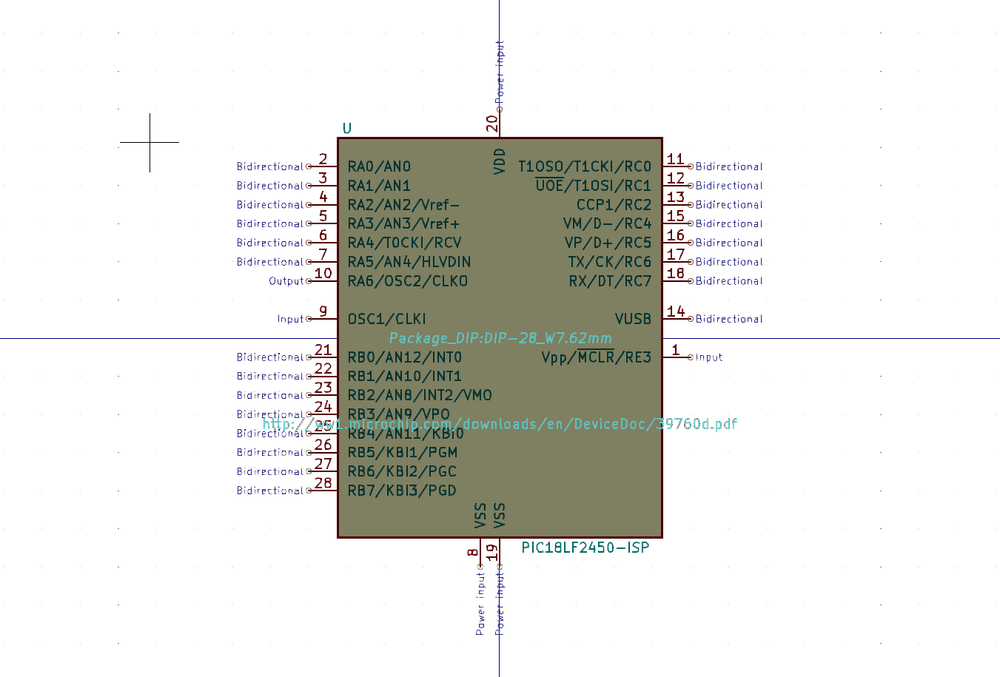 Power input
20
U
VDD
Bidirectional 2 RA0/AN0 T1OSO/T1CKI/RC0 11 Bidirectional
Bidirectional 3 RA1/AN1 UOE/T1OSI/RC1 12 Bidirectional
Bidirectional 4 RA2/AN2/Vref- CCP1/RC2 13 Bidirectional
Bidirectional 5 RA3/AN3/Vref+ VM/D-/RC4 15 Bidirectional
Bidirectional 6 RA4/T0CKI/RCV VP/D+/RC5 16 Bidirectional
Bidirectional 7 RA5/AN4/HLVDIN TX/CK/RC6 17 Bidirectional
Output 10 RA6/OSC2/CLKO RX/DT/RC7 18 Bidirectional
Input 9 OSC1/CLKI VUSB 14 Bidirectional
Package_DIP:DIP-28_W7.62mm
Bidirectional 21 RB0/AN12/INT0 Vpp/MCLR/RE3 1 Input
Bidirectional 22 RB1/AN10/INT1
Bidirectional 23 RB2/AN8/INT2/VMO
Bidirectional 24 RB3/AN9/VPO
http://ww1.microchip.com/downloads/en/DeviceDoc/39760d.pdf
Bidirectional 25 RB4/AN11/KBI0
Bidirectional 26 RB5/KBI1/PGM
Bidirectional 27 RB6/KBI2/PGC
Bidirectional 28 RB7/KBI3/PGD
VSS VSS
8 19
PIC18LF2450-ISP
Power input Power input